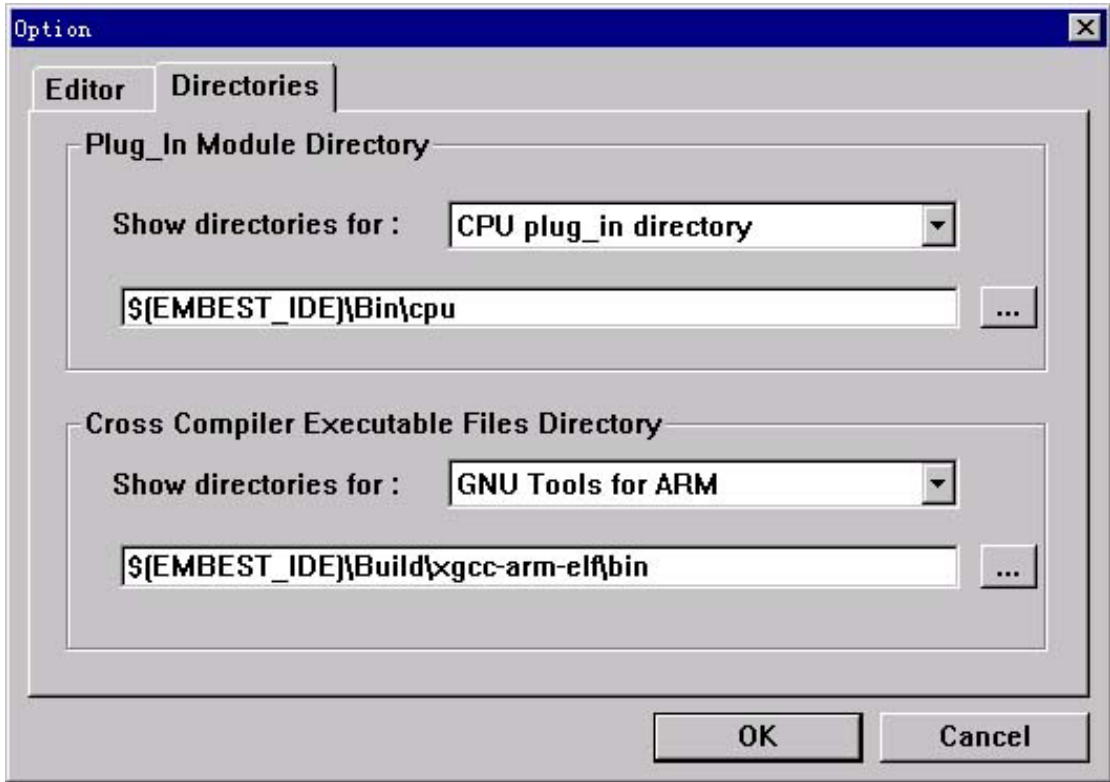 Option
Editor
Directories
Plug_In Module Directory
Show directories for :
CPU plug_in directory
$(EMBEST_IDE)\Bin\cpu
...
Cross Compiler Executable Files Directory
Show directories for :
GNU Tools for ARM
$(EMBEST_IDE)\Build\xgcc-arm-elf\bin
...
OK
Cancel